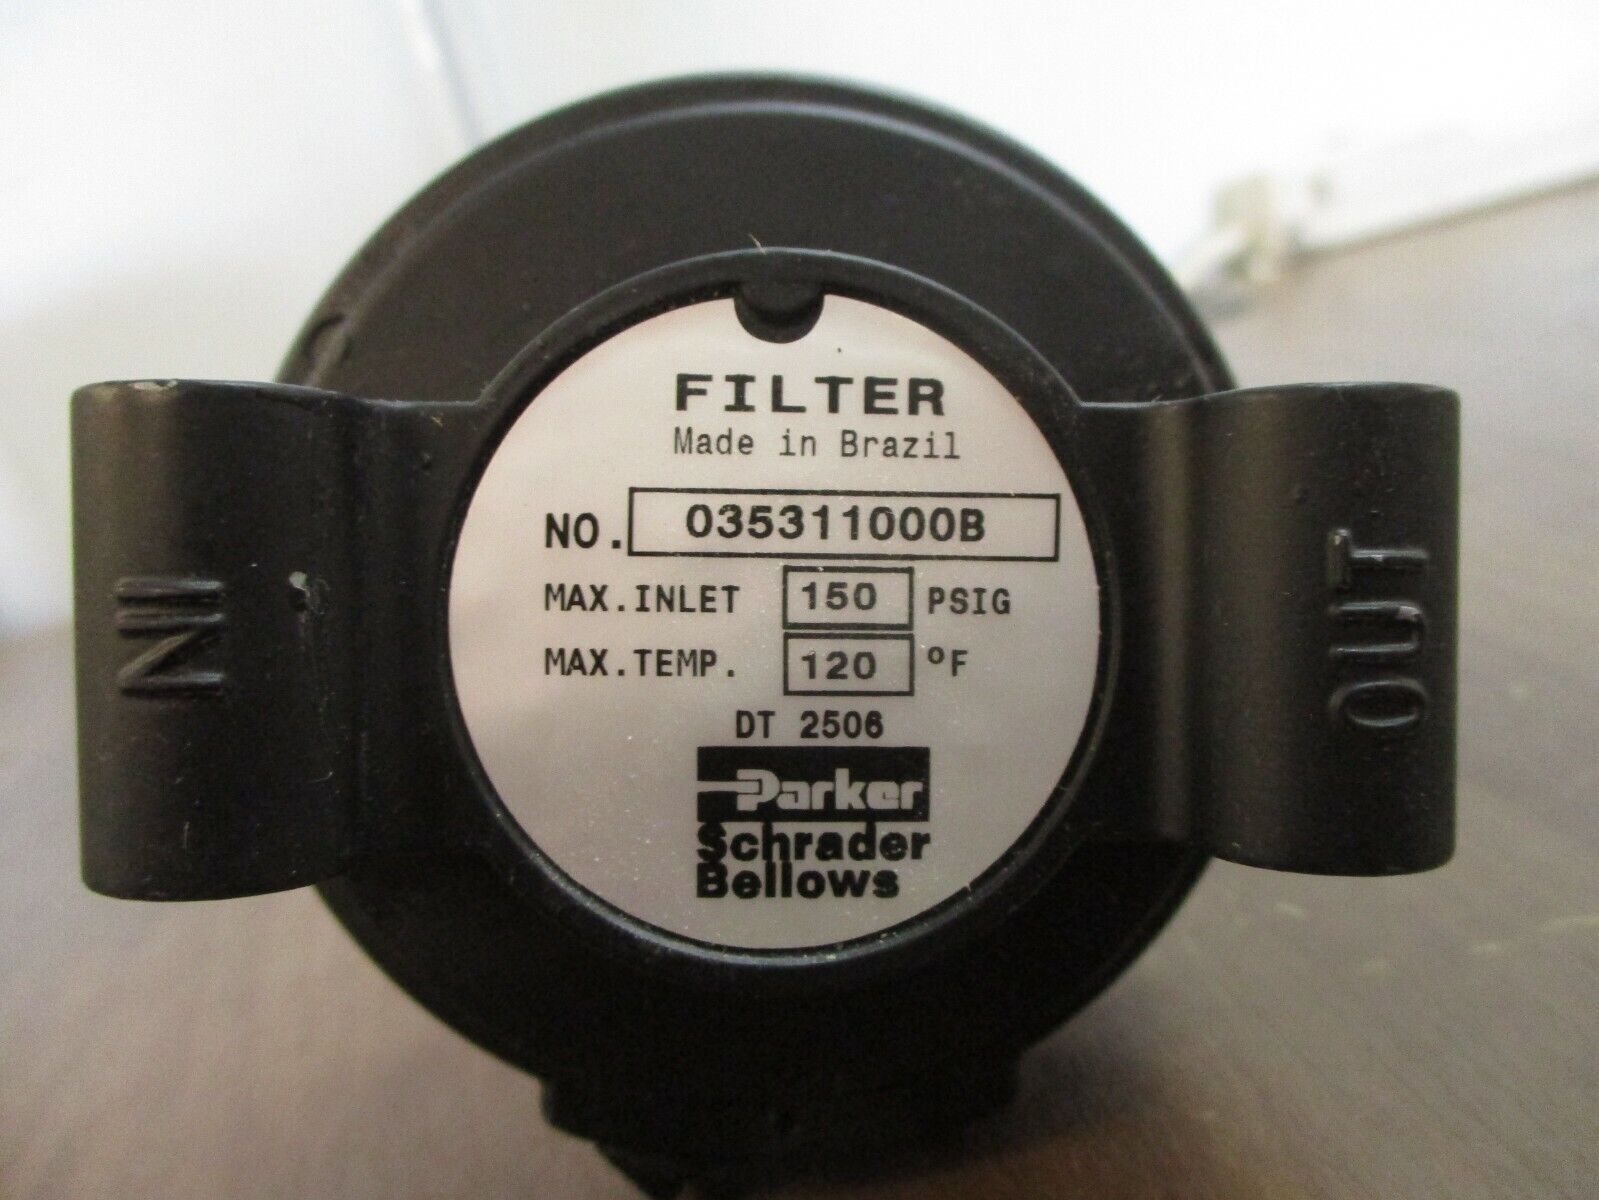 FILTER
Made in Brazil
NO. 035311000B
MAX.INLET 150 PSIG
MAX.TEMP. 120 ºF
DT 2506
Parker
Schrader
Bellows
IN
OUT